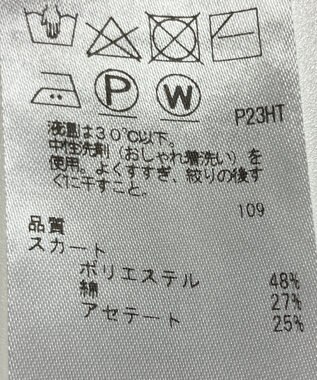 P
W
P23HT
液温は30℃以下。
中性洗剤（おしゃれ着洗い）を
使用。よくすすぎ、絞りの後す
ぐに干すこと。
109
品質
スカート
ポリエステル 48%
綿 27%
アセテート 25%